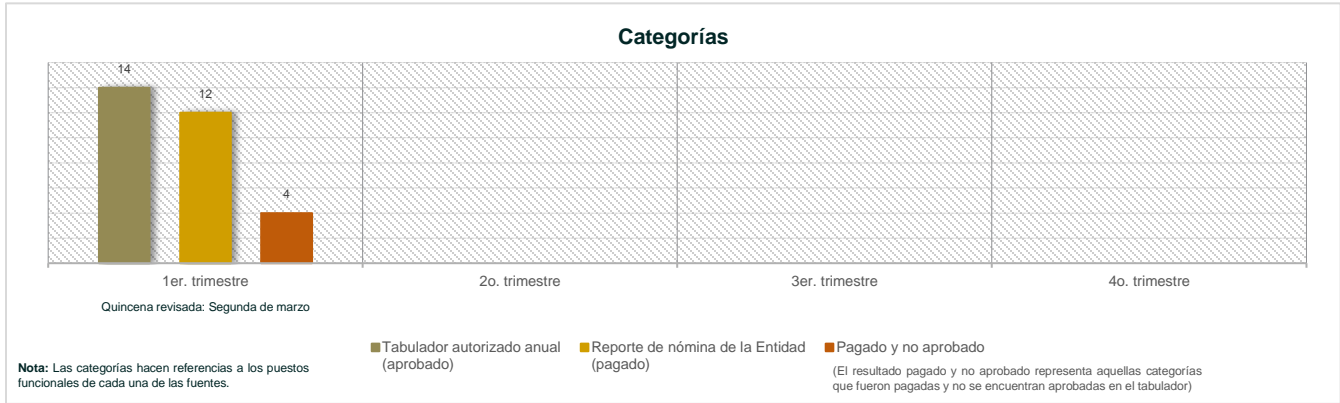 Categorías
14
12
4
1er. trimestre
2o. trimestre
3er. trimestre
4o. trimestre
Quincena revisada: Segunda de marzo
Tabulador autorizado anual
(aprobado)
Reporte de nómina de la Entidad
(pagado)
Pagado y no aprobado
(El resultado pagado y no aprobado representa aquellas categorías
que fueron pagadas y no se encuentran aprobadas en el tabulador)
Nota: Las categorías hacen referencias a los puestos
funcionales de cada una de las fuentes.